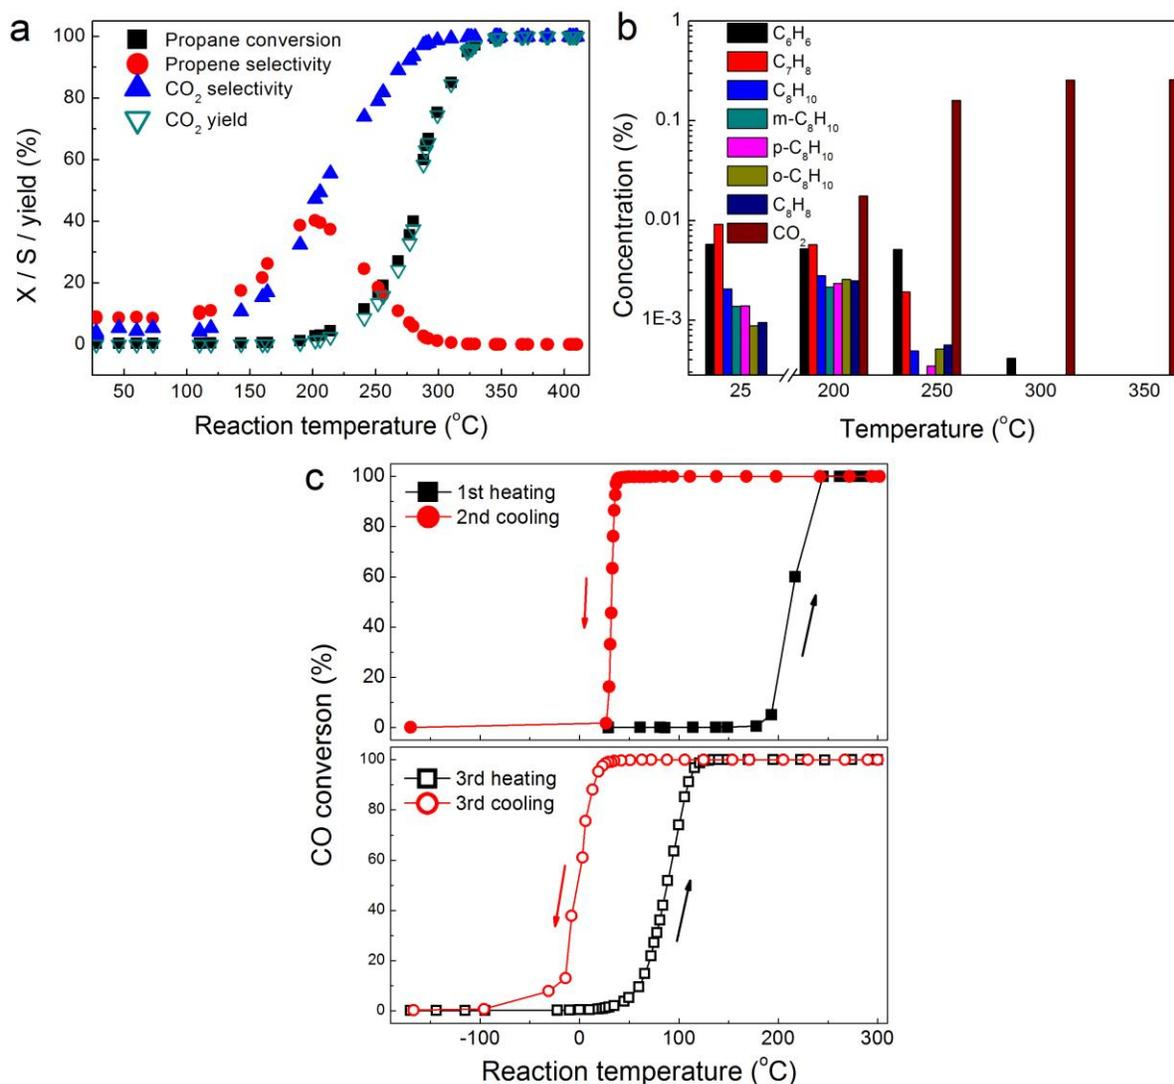 a
100
80
60
40
20
0
X / S / yield (%)
Propane conversion
Propene selectivity
CO₂ selectivity
CO₂ yield
50 100 150 200 250 300 350 400
Reaction temperature (°C)
b
1
0.1
0.01
1E-3
Concentration (%)
C₆H₆
C₇H₈
C₈H₁₀
m-C₈H₁₀
p-C₈H₁₀
o-C₈H₁₀
C₈H₈
CO₂
25 200 250 300 350
Temperature (°C)
c
100
80
60
40
20
0
1st heating
2nd cooling
CO converson (%)
100
80
60
40
20
0
3rd heating
3rd cooling
-100 0 100 200 300
Reaction temperature (°C)